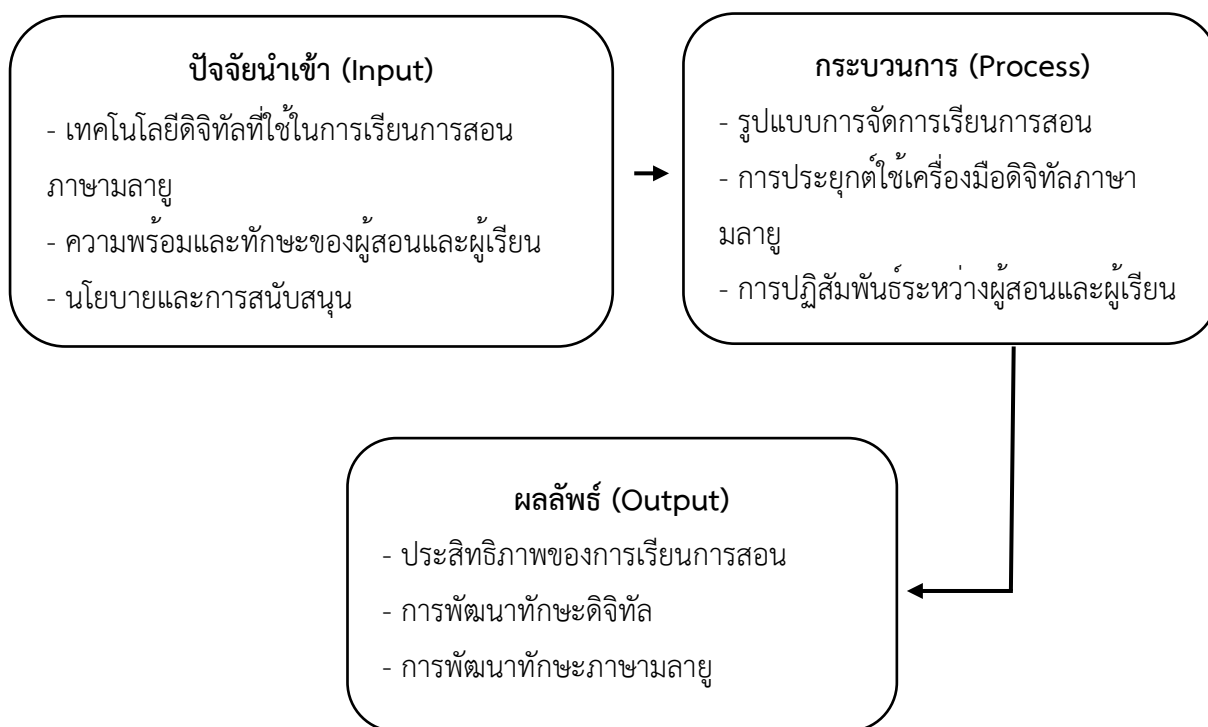 ปัจจัยนำเข้า (Input)
- เทคโนโลยีดิจิทัลที่ใช้ในการเรียนการสอน
ภาษามลายู
- ความพร้อมและทักษะของผู้สอนและผู้เรียน
- นโยบายและการสนับสนุน
กระบวนการ (Process)
- รูปแบบการจัดการเรียนการสอน
- การประยุกต์ใช้เครื่องมือดิจิทัลภาษา
มลายู
- การปฏิสัมพันธ์ระหว่างผู้สอนและผู้เรียน
ผลลัพธ์ (Output)
- ประสิทธิภาพของการเรียนการสอน
- การพัฒนาทักษะดิจิทัล
- การพัฒนาทักษะภาษามลายู